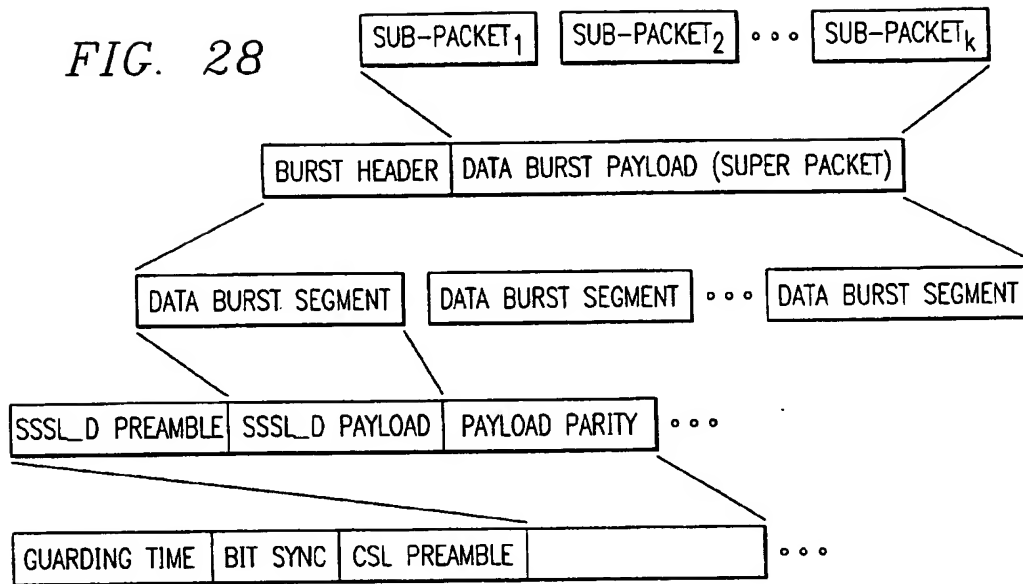 FIG. 28
SUB-PACKET1 SUB-PACKET2 ∘∘∘ SUB-PACKETk
BURST HEADER DATA BURST PAYLOAD (SUPER PACKET)
DATA BURST SEGMENT DATA BURST SEGMENT ∘∘∘ DATA BURST SEGMENT
SSSL_D PREAMBLE SSSL_D PAYLOAD PAYLOAD PARITY ∘∘∘
GUARDING TIME BIT SYNC CSL PREAMBLE ∘∘∘